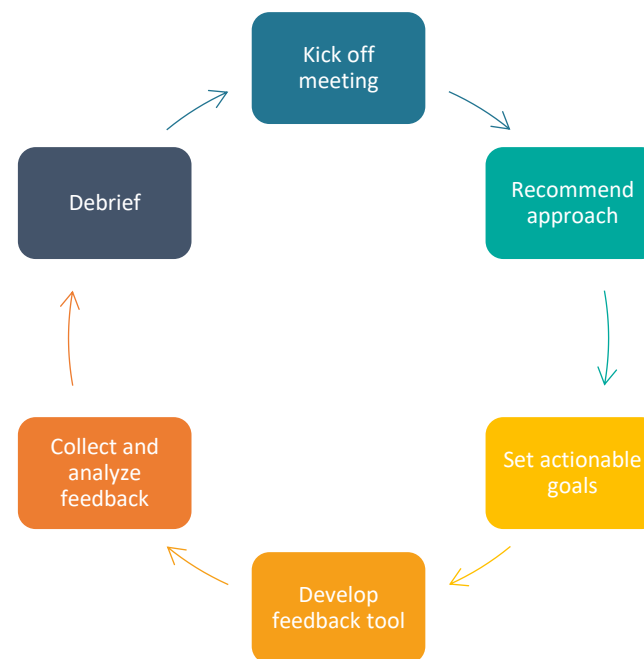 Kick off
meeting
Recommend
approach
Set actionable
goals
Develop
feedback tool
Collect and
analyze
feedback
Debrief